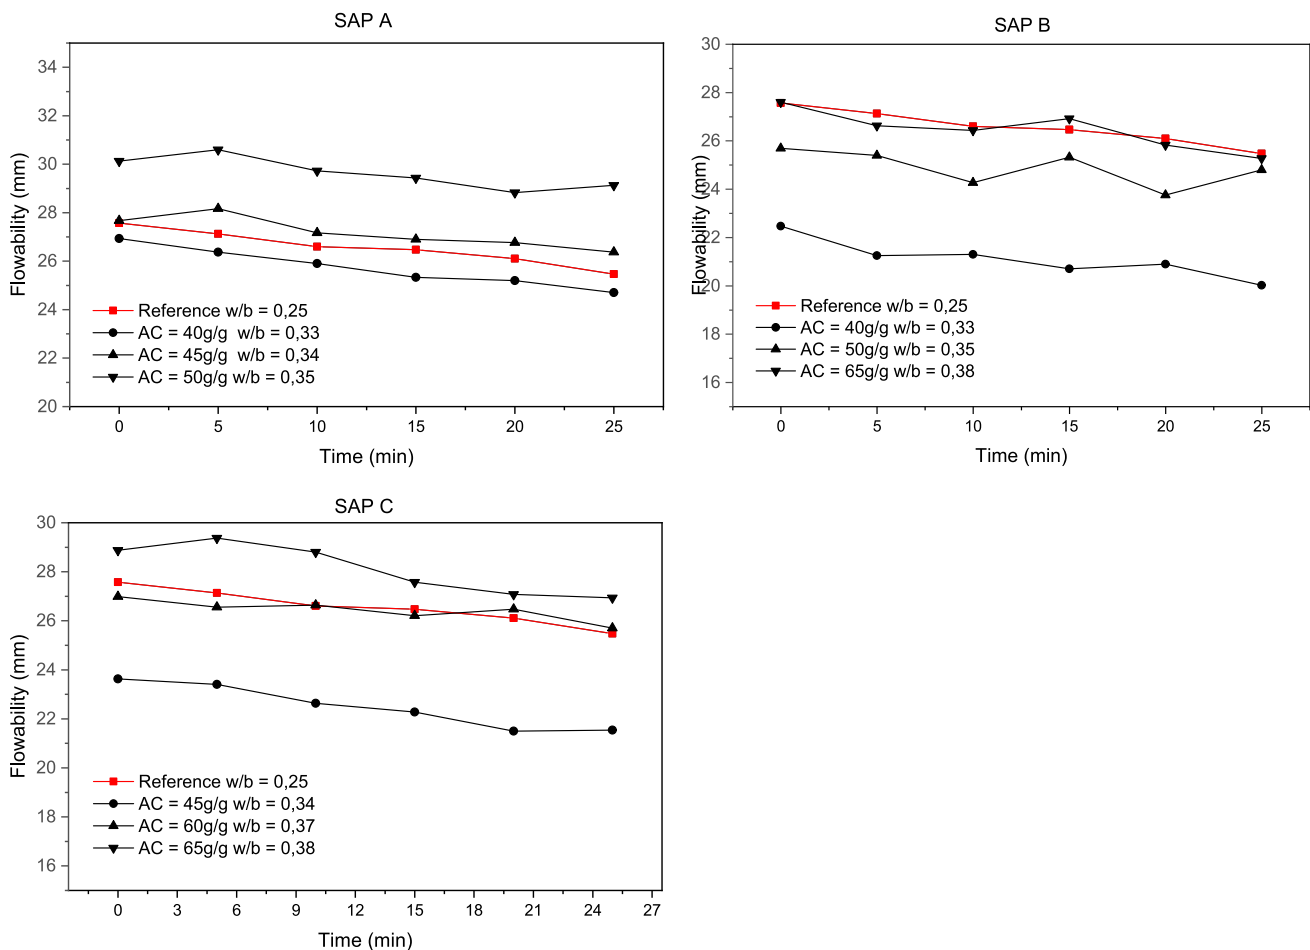 SAP A
34
32
30
28
26
24
22
20
Flowability (mm)
Reference w/b = 0,25
AC = 40g/g  w/b = 0,33
AC = 45g/g  w/b = 0,34
AC = 50g/g w/b = 0,35
0 5 10 15 20 25
Time (min)
SAP B
30
28
26
24
22
20
18
16
Flowability (mm)
Reference w/b = 0,25
AC = 40g/g w/b = 0,33
AC = 50g/g w/b = 0,35
AC = 65g/g w/b = 0,38
0 5 10 15 20 25
Time (min)
SAP C
30
28
26
24
22
20
18
16
Flowability (mm)
Reference w/b = 0,25
AC = 45g/g w/b = 0,34
AC = 60g/g w/b = 0,37
AC = 65g/g w/b = 0,38
0 3 6 9 12 15 18 21 24 27
Time (min)